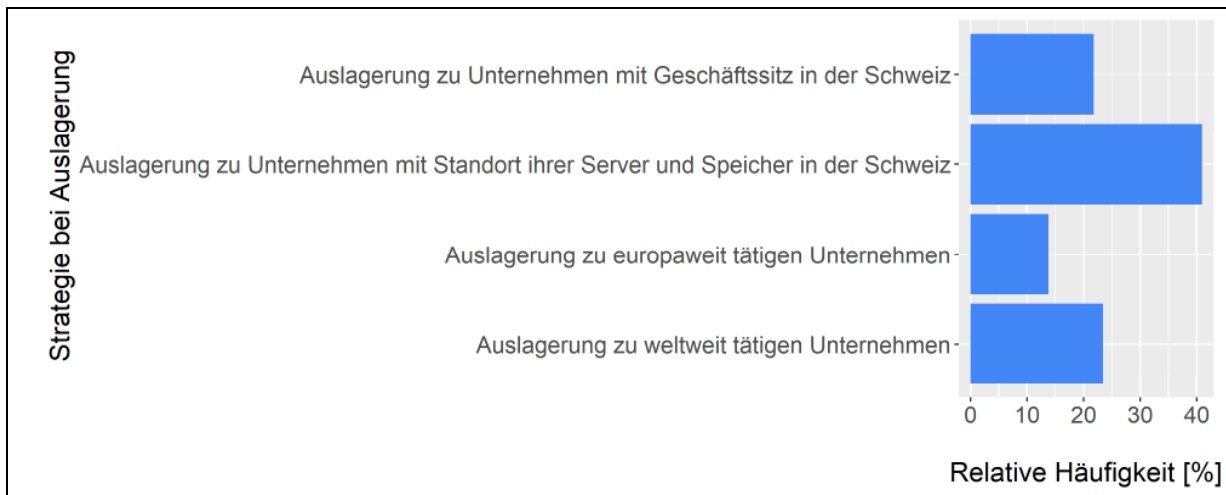 Strategie bei Auslagerung
Auslagerung zu Unternehmen mit Geschäftssitz in der Schweiz
Auslagerung zu Unternehmen mit Standort ihrer Server und Speicher in der Schweiz
Auslagerung zu europaweit tätigen Unternehmen
Auslagerung zu weltweit tätigen Unternehmen
0 10 20 30 40
Relative Häufigkeit [%]